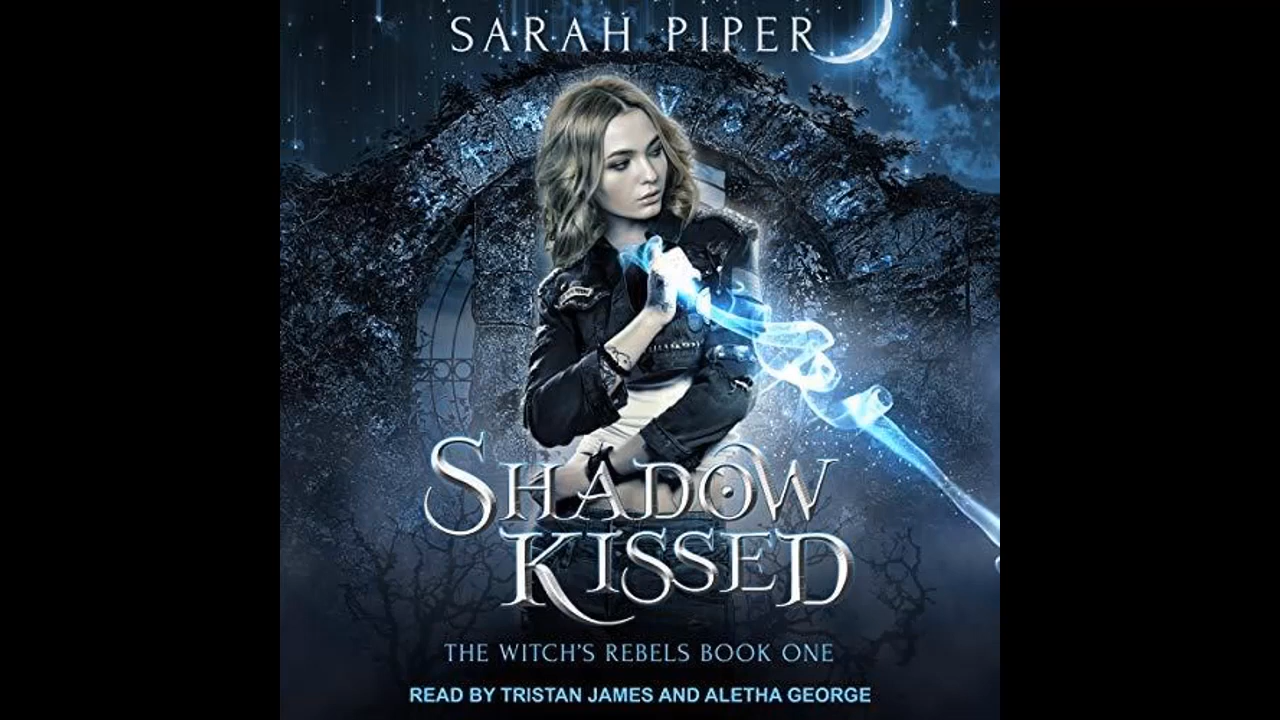 SARAH PIPER
SHADOW
KISSED
THE WITCH'S REBELS BOOK ONE
READ BY TRISTAN JAMES AND ALETHA GEORGE